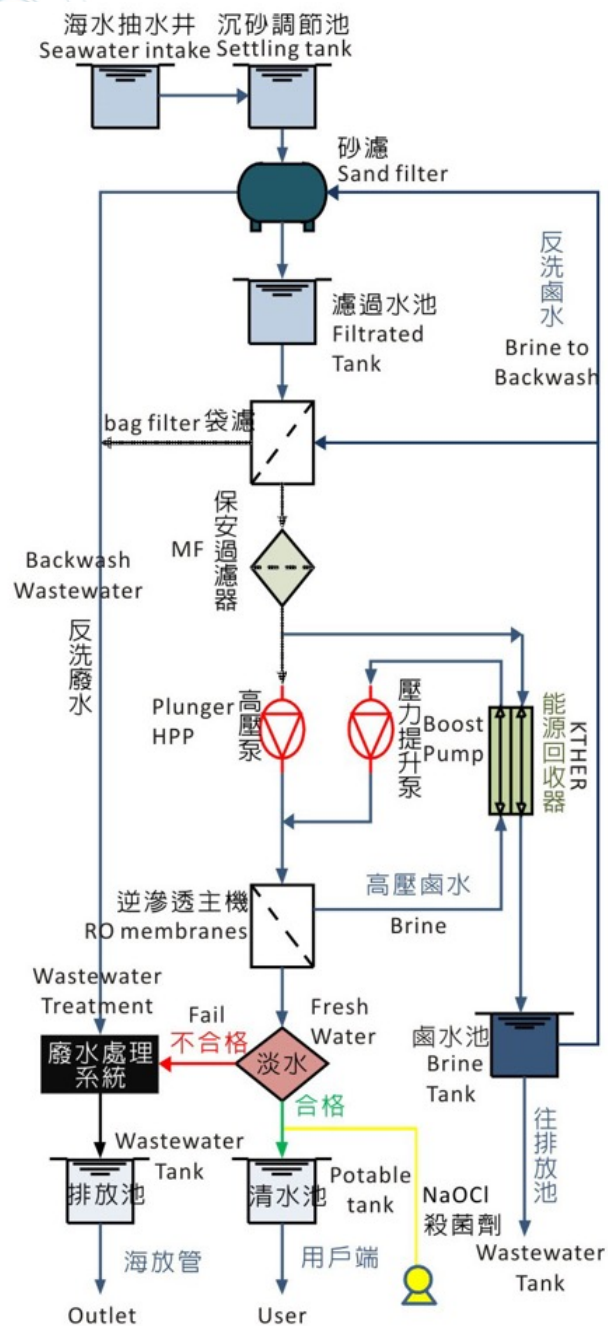 海水抽水井
Seawater intake
沉砂調節池
Settling tank
砂濾
Sand filter
反洗鹵水
Brine to
Backwash
濾過水池
Filtrated
Tank
bag filter 袋濾
保安過濾器
MF
Backwash
Wastewater
反洗廢水
Plunger
HPP
高壓泵
壓力提升泵
Boost
Pump
能源回收器
KTHER
高壓鹵水
Brine
逆滲透主機
RO membranes
Wastewater
Treatment
Fail
不合格
Fresh
Water
廢水處理
系統
淡水
合格
鹵水池
Brine
Tank
Wastewater
Tank
排放池
清水池
Potable
tank
NaOCl
殺菌劑
往排放池
Wastewater
Tank
海放管
用戶端
Outlet
User